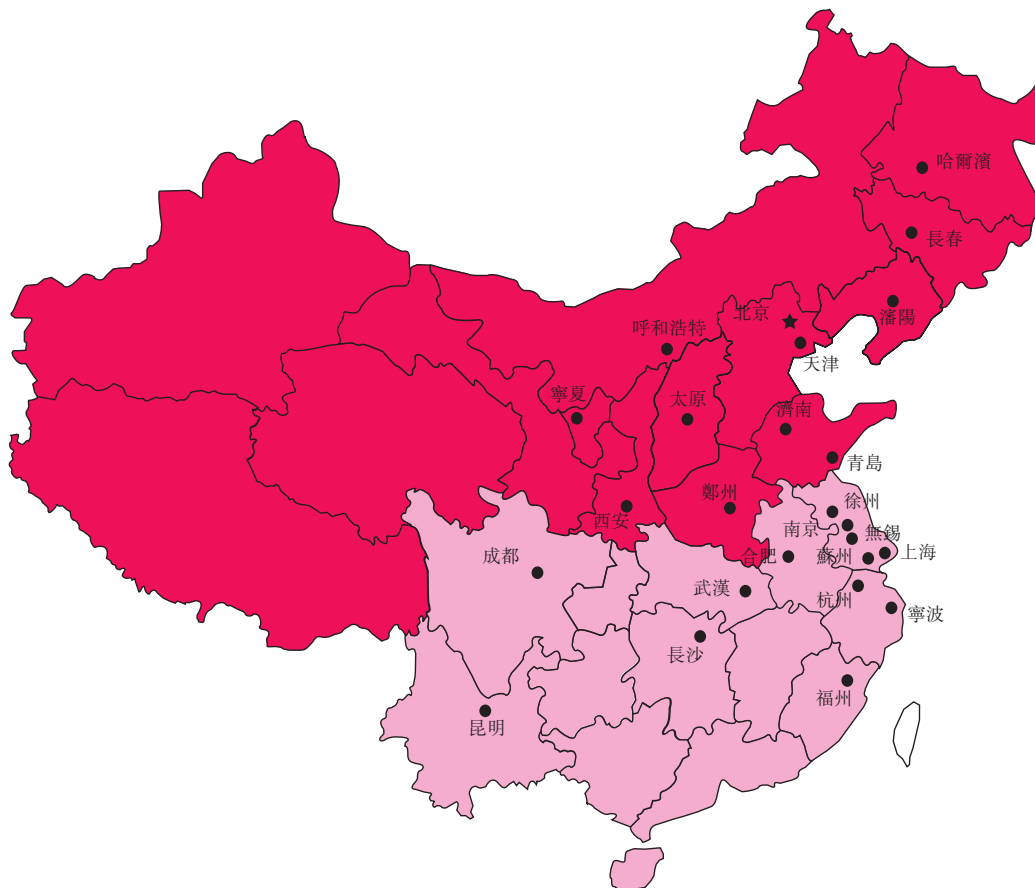 哈爾濱
長春
瀋陽
北京
呼和浩特
天津
寧夏
太原
濟南
青島
鄭州
西安
徐州
南京
無錫
成都
合肥
蘇州
上海
武漢
杭州
寧波
長沙
福州
昆明